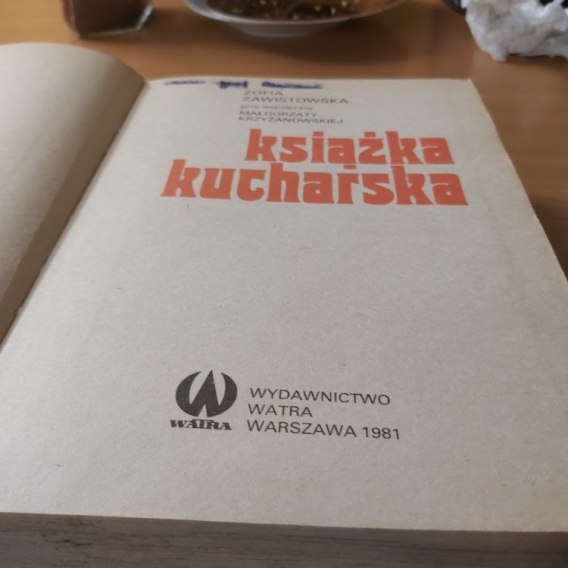 ZOFIA
ZAWISTOWSKA
przy współpracy
MAŁGORZATY
KRZYŻANOWSKIEJ
książka
kucharska
WATRA
WYDAWNICTWO
WATRA
WARSZAWA 1981